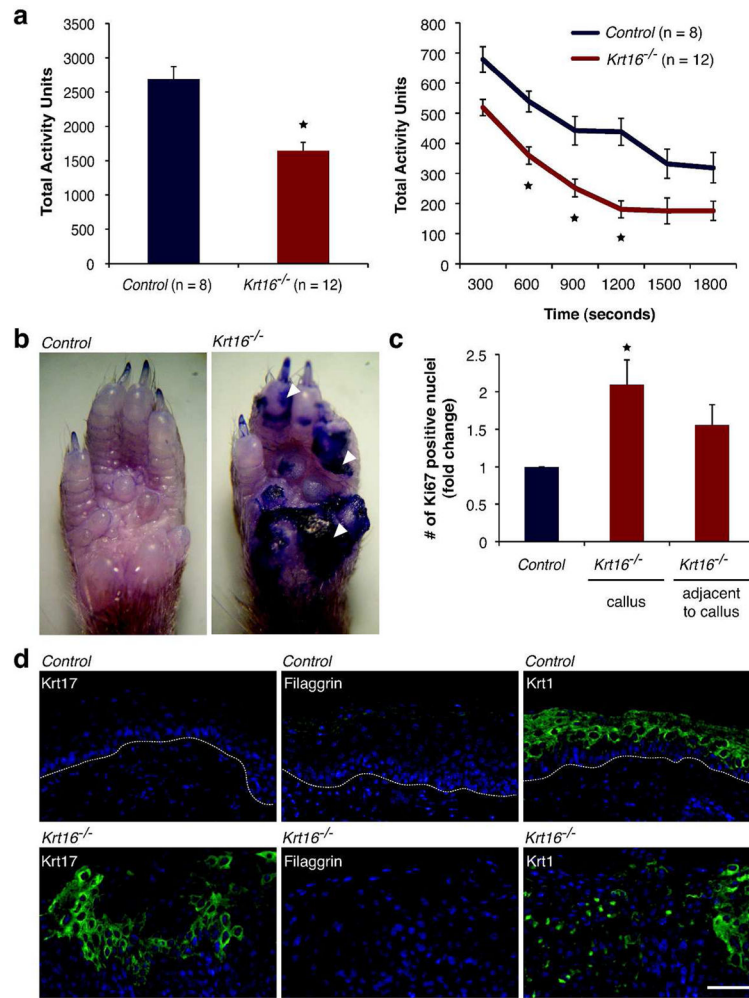 a
Total Activity Units
3500
3000
2500
2000
1500
1000
500
0
★
Control (n = 8)
Krt16⁻/⁻ (n = 12)
Total Activity Units
800
700
600
500
400
300
200
100
0
Control (n = 8)
Krt16⁻/⁻ (n = 12)
★
★
★
300 600 900 1200 1500 1800
Time (seconds)
b
Control
Krt16⁻/⁻
c
# of Ki67 positive nuclei
(fold change)
2.5
2
1.5
1
0.5
0
★
Control
Krt16⁻/⁻
callus
Krt16⁻/⁻
adjacent
to callus
d
Control
Krt17
Control
Filaggrin
Control
Krt1
Krt16⁻/⁻
Krt17
Krt16⁻/⁻
Filaggrin
Krt16⁻/⁻
Krt1